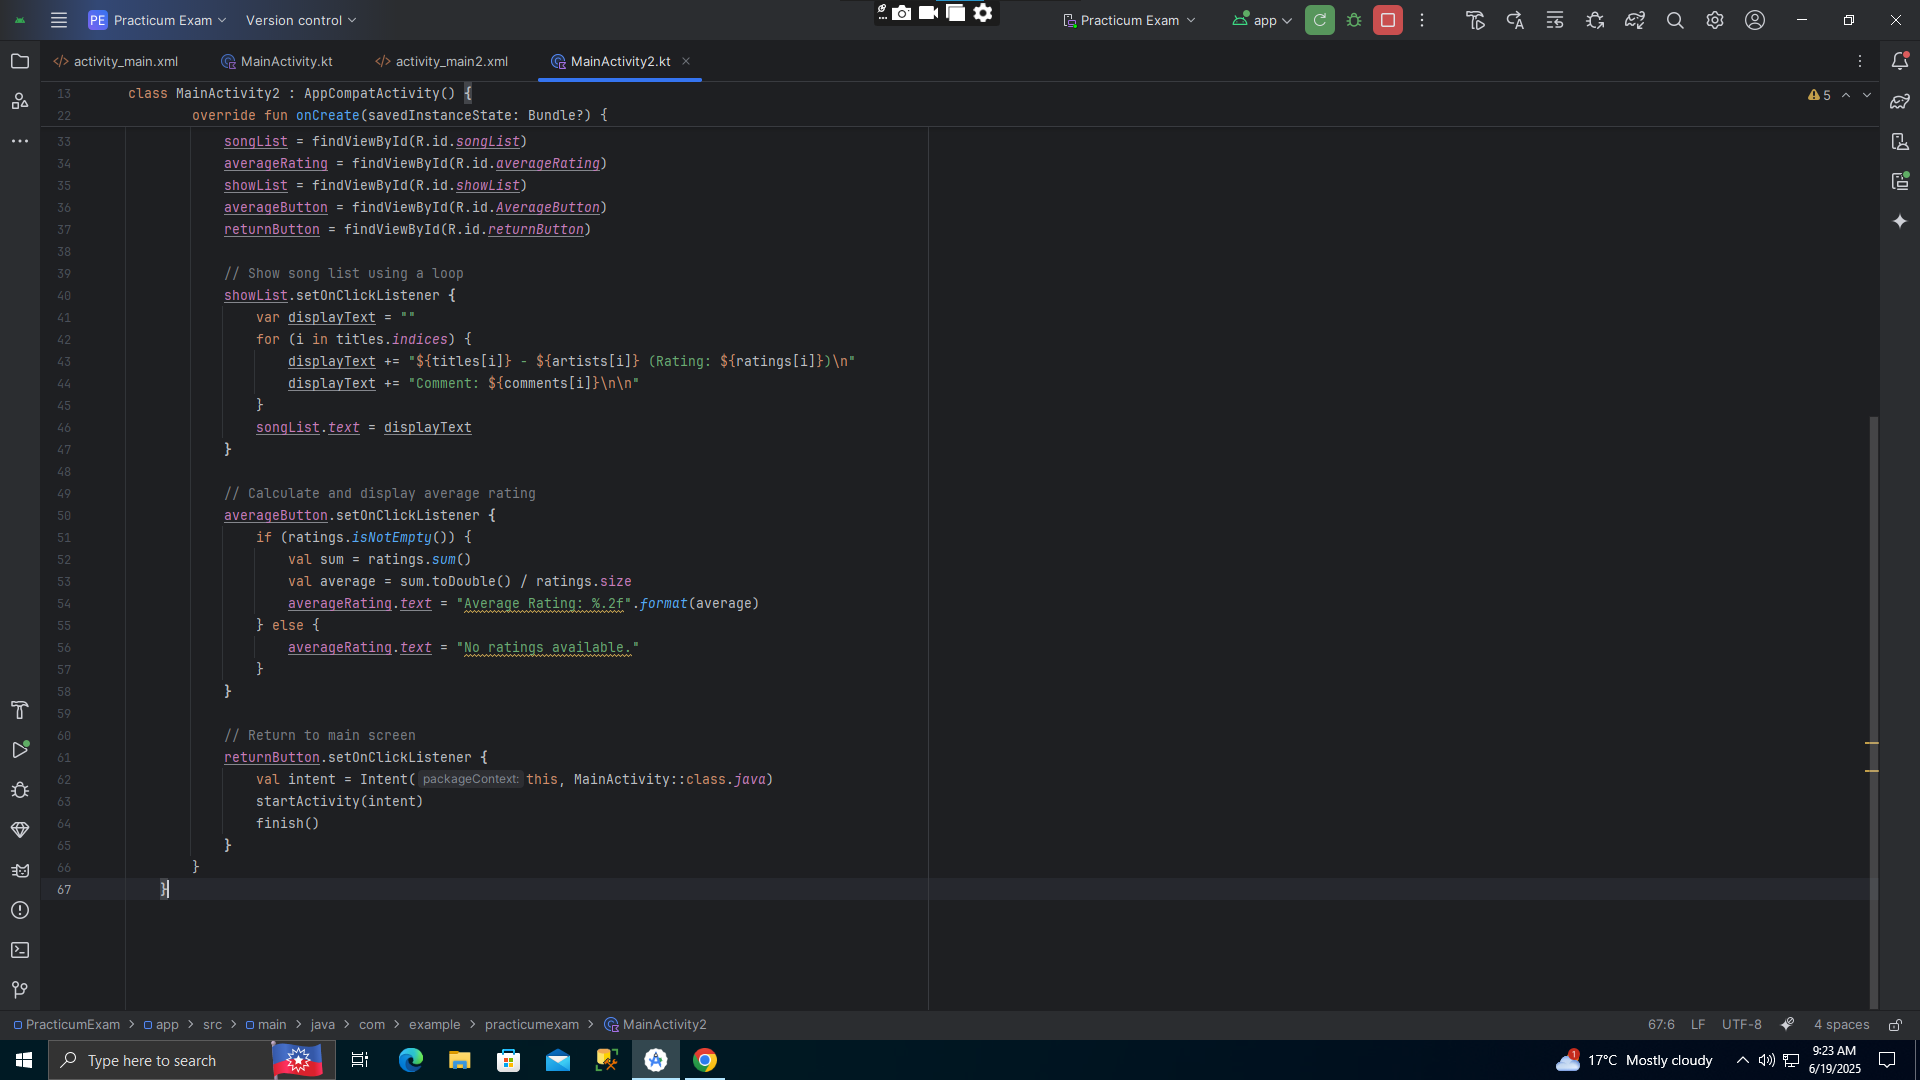 PE Practicum Exam Version control Practicum Exam app
activity_main.xml MainActivity.kt activity_main2.xml MainActivity2.kt
13 class MainActivity2 : AppCompatActivity() { 5
22 override fun onCreate(savedInstanceState: Bundle?) {
33 songList = findViewById(R.id.songList)
34 averageRating = findViewById(R.id.averageRating)
35 showList = findViewById(R.id.showList)
36 averageButton = findViewById(R.id.AverageButton)
37 returnButton = findViewById(R.id.returnButton)
38
39 // Show song list using a loop
40 showList.setOnClickListener {
41 var displayText = ""
42 for (i in titles.indices) {
43 displayText += "${titles[i]} - ${artists[i]} (Rating: ${ratings[i]})\n"
44 displayText += "Comment: ${comments[i]}\n\n"
45 }
46 songList.text = displayText
47 }
48
49 // Calculate and display average rating
50 averageButton.setOnClickListener {
51 if (ratings.isNotEmpty()) {
52 val sum = ratings.sum()
53 val average = sum.toDouble() / ratings.size
54 averageRating.text = "Average Rating: %.2f".format(average)
55 } else {
56 averageRating.text = "No ratings available."
57 }
58 }
59
60 // Return to main screen
61 returnButton.setOnClickListener {
62 val intent = Intent( packageContext: this, MainActivity::class.java)
63 startActivity(intent)
64 finish()
65 }
66 }
67 }
PracticumExam > app > src > main > java > com > example > practicumexam > MainActivity2 67:6 LF UTF-8 4 spaces
Type here to search 1 17°C Mostly cloudy 9:23 AM
6/19/2025